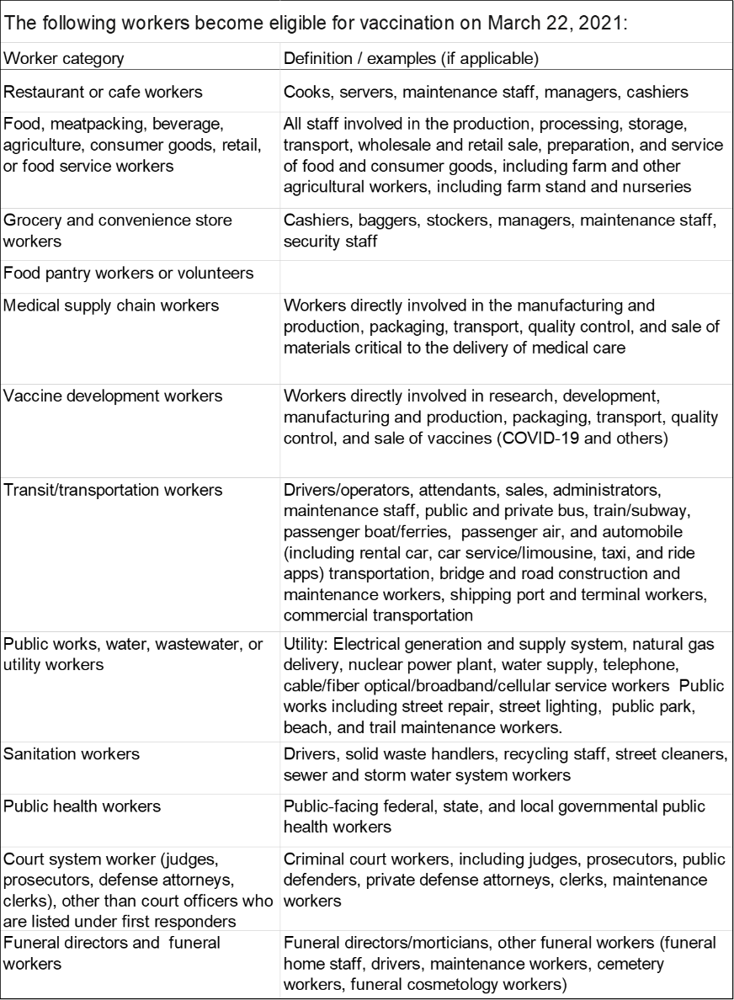 The following workers become eligible for vaccination on March 22, 2021:
Worker category
Definition / examples (if applicable)
Restaurant or cafe workers
Cooks, servers, maintenance staff, managers, cashiers
Food, meatpacking, beverage,
agriculture, consumer goods, retail,
or food service workers
All staff involved in the production, processing, storage,
transport, wholesale and retail sale, preparation, and service
of food and consumer goods, including farm and other
agricultural workers, including farm stand and nurseries
Grocery and convenience store
workers
Cashiers, baggers, stockers, managers, maintenance staff,
security staff
Food pantry workers or volunteers
Medical supply chain workers
Workers directly involved in the manufacturing and
production, packaging, transport, quality control, and sale of
materials critical to the delivery of medical care
Vaccine development workers
Workers directly involved in research, development,
manufacturing and production, packaging, transport, quality
control, and sale of vaccines (COVID-19 and others)
Transit/transportation workers
Drivers/operators, attendants, sales, administrators,
maintenance staff, public and private bus, train/subway,
passenger boat/ferries,  passenger air, and automobile
(including rental car, car service/limousine, taxi, and ride
apps) transportation, bridge and road construction and
maintenance workers, shipping port and terminal workers,
commercial transportation
Public works, water, wastewater, or
utility workers
Utility: Electrical generation and supply system, natural gas
delivery, nuclear power plant, water supply, telephone,
cable/fiber optical/broadband/cellular service workers  Public
works including street repair, street lighting,  public park,
beach, and trail maintenance workers.
Sanitation workers
Drivers, solid waste handlers, recycling staff, street cleaners,
sewer and storm water system workers
Public health workers
Public-facing federal, state, and local governmental public
health workers
Court system worker (judges,
prosecutors, defense attorneys,
clerks), other than court officers who
are listed under first responders
Criminal court workers, including judges, prosecutors, public
defenders, private defense attorneys, clerks, maintenance
workers
Funeral directors and  funeral
workers
Funeral directors/morticians, other funeral workers (funeral
home staff, drivers, maintenance workers, cemetery
workers, funeral cosmetology workers)